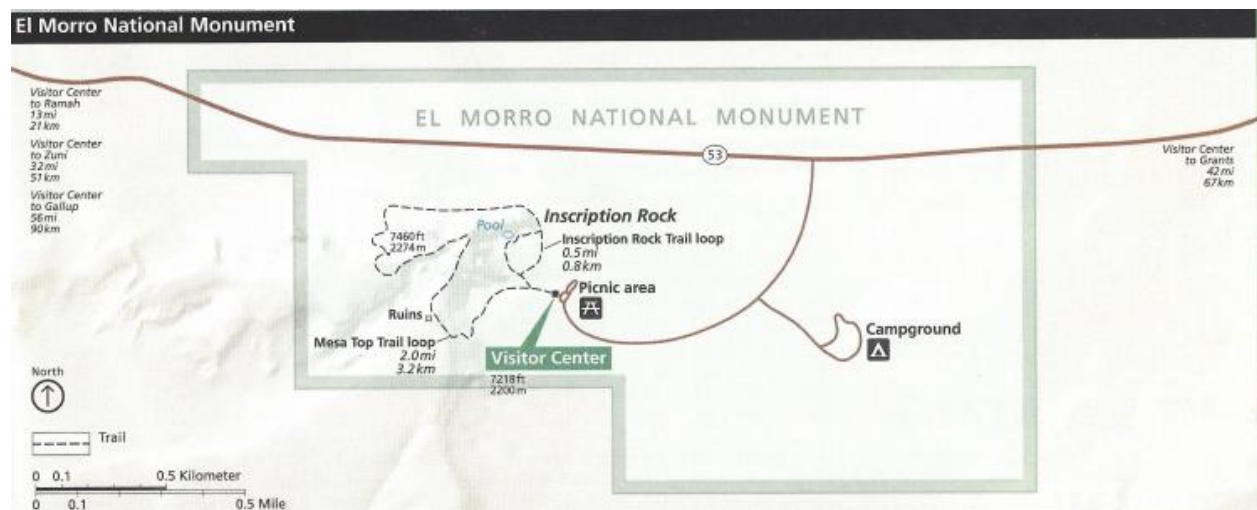 El Morro National Monument
Visitor Center
to Ramah
13mi
21km
Visitor Center
to Zuni
32mi
51km
Visitor Center
to Gallup
56mi
90km
EL MORRO NATIONAL MONUMENT
53
Visitor Center
to Grants
42mi
67km
7460ft
2274m
Pool
Inscription Rock
Inscription Rock Trail loop
0.5mi
0.8km
Picnic area
Ruins
Mesa Top Trail loop
2.0mi
3.2km
Visitor Center
7218ft
2200m
Campground
North
Trail
0 0.1 0.5 Kilometer
0 0.1 0.5 Mile